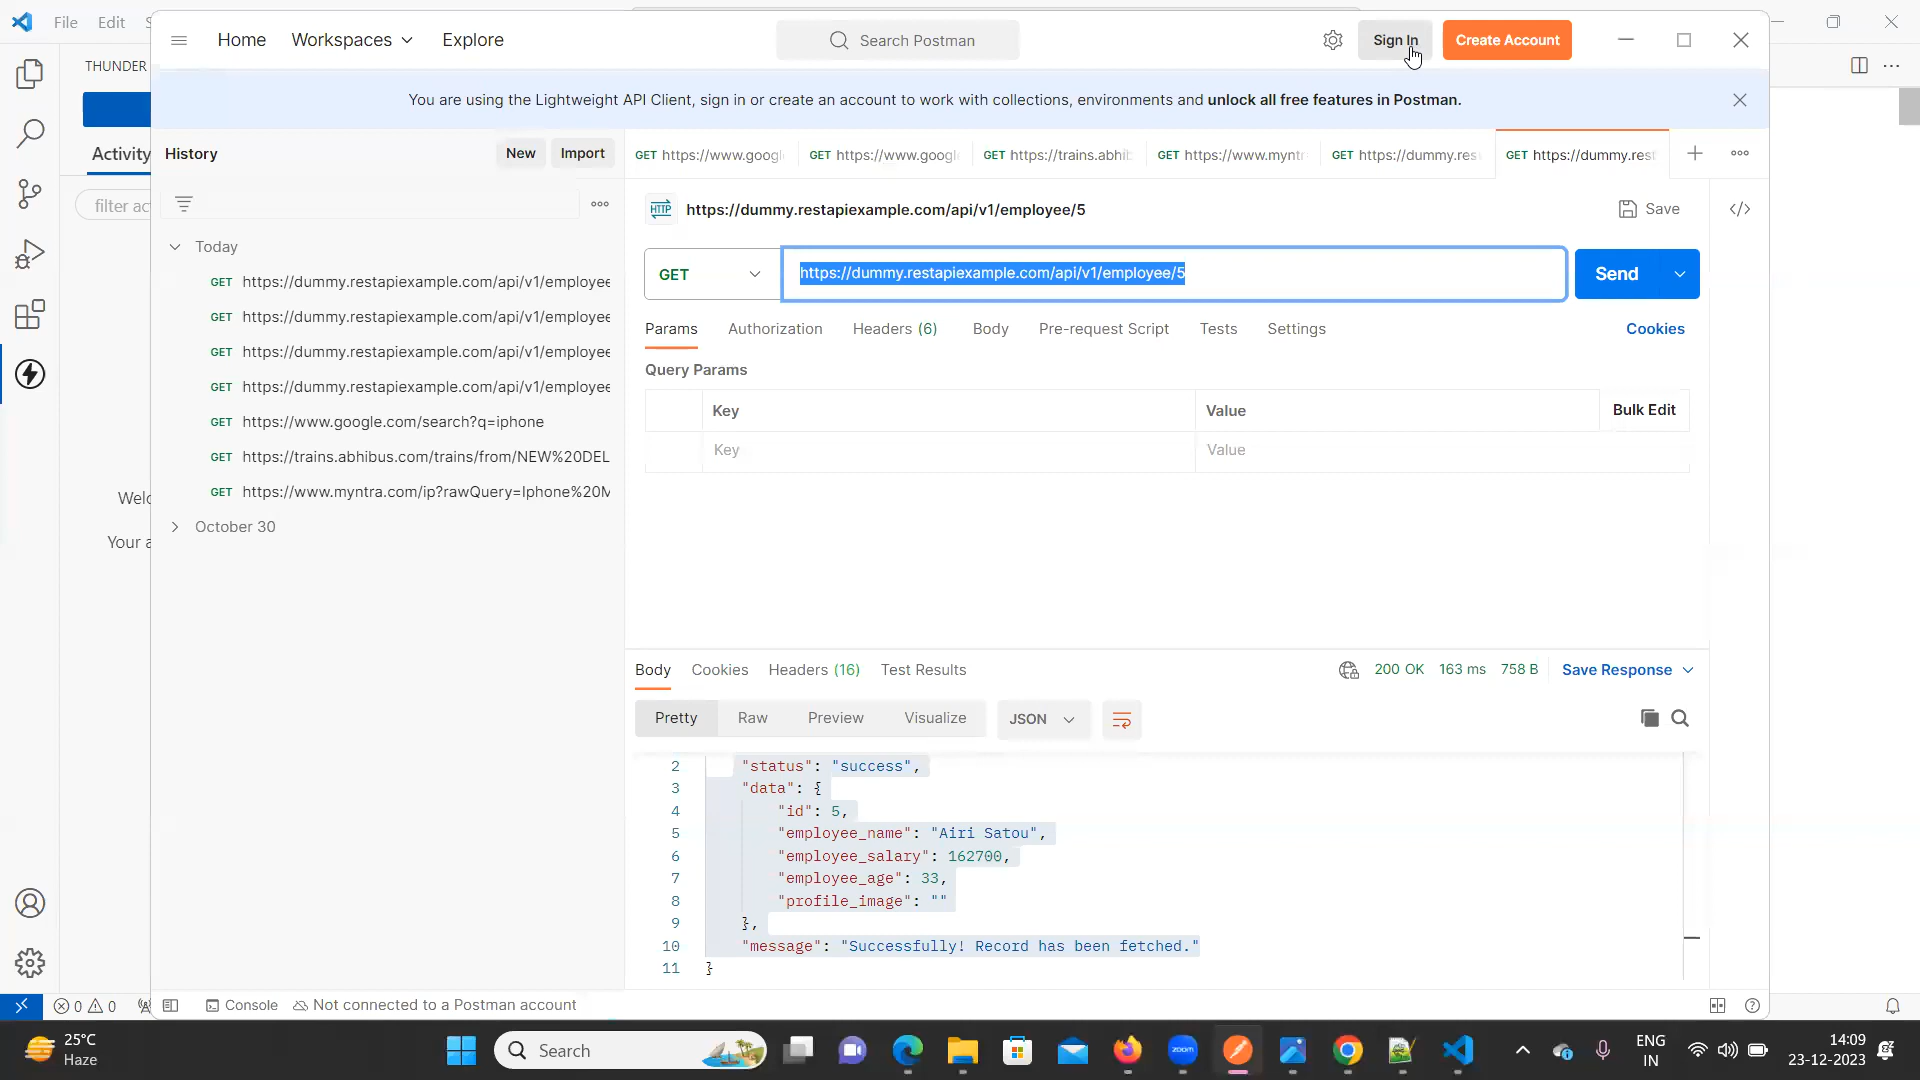 File Edit S
THUNDER
Activity
filter ac
Welc
Your a
Home Workspaces Explore
Search Postman
Sign In
Create Account
You are using the Lightweight API Client, sign in or create an account to work with collections, environments and unlock all free features in Postman.
History
New
Import
GET https://www.googl
GET https://www.googl
GET https://trains.abhib
GET https://www.myntr
GET https://dummy.res
GET https://dummy.rest
Today
GET https://dummy.restapiexample.com/api/v1/employee
GET https://dummy.restapiexample.com/api/v1/employee
GET https://dummy.restapiexample.com/api/v1/employee
GET https://dummy.restapiexample.com/api/v1/employee
GET https://www.google.com/search?q=iphone
GET https://trains.abhibus.com/trains/from/NEW%20DEL
GET https://www.myntra.com/ip?rawQuery=Iphone%20M
October 30
HTTP https://dummy.restapiexample.com/api/v1/employee/5
Save
GET https://dummy.restapiexample.com/api/v1/employee/5
Send
Params Authorization Headers (6) Body Pre-request Script Tests Settings Cookies
Query Params
Key Value Bulk Edit
Key Value
Body Cookies Headers (16) Test Results
200 OK 163 ms 758 B Save Response
Pretty Raw Preview Visualize JSON
2 "status": "success",
3 "data": {
4 "id": 5,
5 "employee_name": "Airi Satou",
6 "employee_salary": 162700,
7 "employee_age": 33,
8 "profile_image": ""
9 },
10 "message": "Successfully! Record has been fetched."
11 }
0 0
Console Not connected to a Postman account
25°C
Haze
Search
zoom
ENG
IN
14:09
23-12-2023